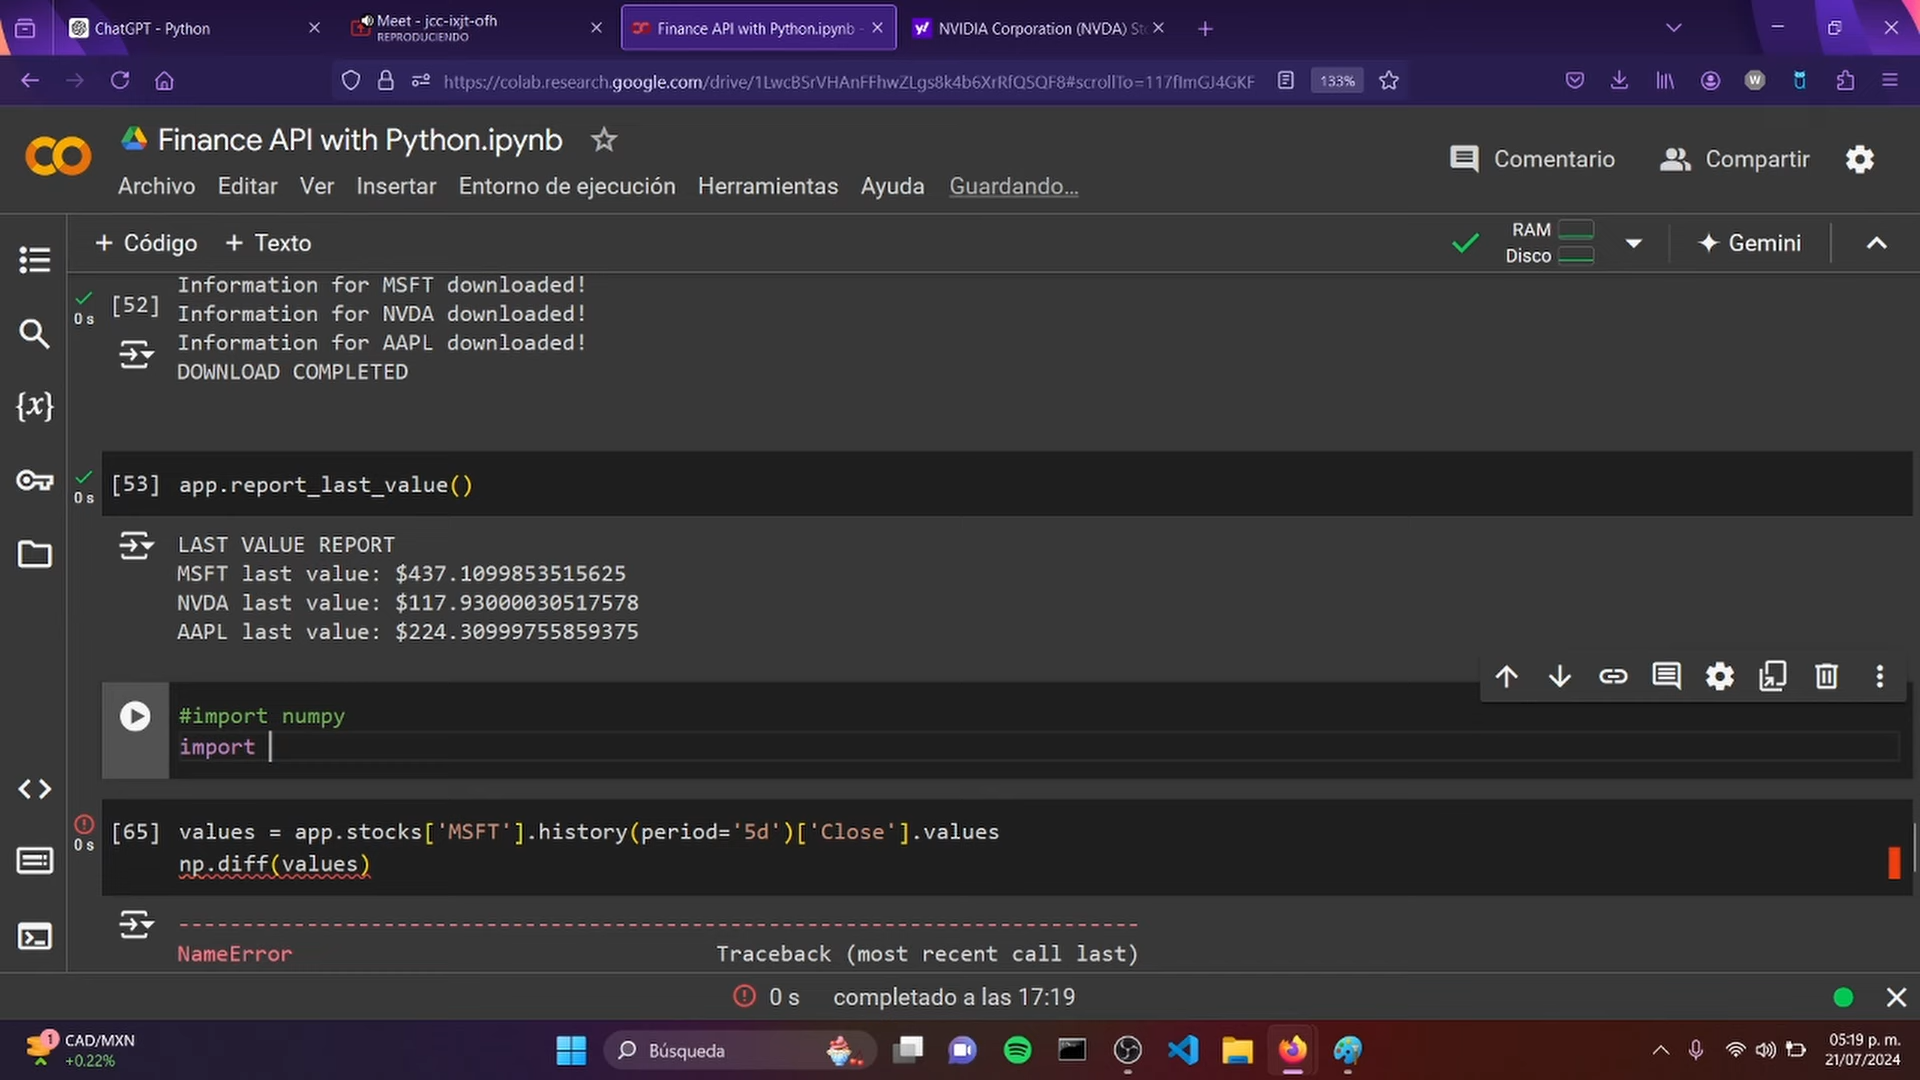 ChatGPT - Python
Meet - jcc-ixjt-ofh
REPRODUCIENDO
Finance API with Python.ipynb -
NVIDIA Corporation (NVDA) Sto
https://colab.research.google.com/drive/1LwcBSrVHAnFFhwZLgs8k4b6XrRfQSQF8#scrollTo=117fImGJ4GKF
133%
W
Finance API with Python.ipynb
Comentario
Compartir
Archivo
Editar
Ver
Insertar
Entorno de ejecución
Herramientas
Ayuda
Guardando...
+ Código
+ Texto
RAM
Disco
Gemini
[52]
0 s
Information for MSFT downloaded!
Information for NVDA downloaded!
Information for AAPL downloaded!
DOWNLOAD COMPLETED
{x}
[53]
0 s
app.report_last_value()
LAST VALUE REPORT
MSFT last value: $437.1099853515625
NVDA last value: $117.93000030517578
AAPL last value: $224.30999755859375
#import numpy
import
[65]
0 s
values = app.stocks['MSFT'].history(period='5d')['Close'].values
np.diff(values)
---------------------------------------------------------------------------
NameError                                 Traceback (most recent call last)
0 s
completado a las 17:19
1
CAD/MXN
+0.22%
Búsqueda
05:19 p. m.
21/07/2024